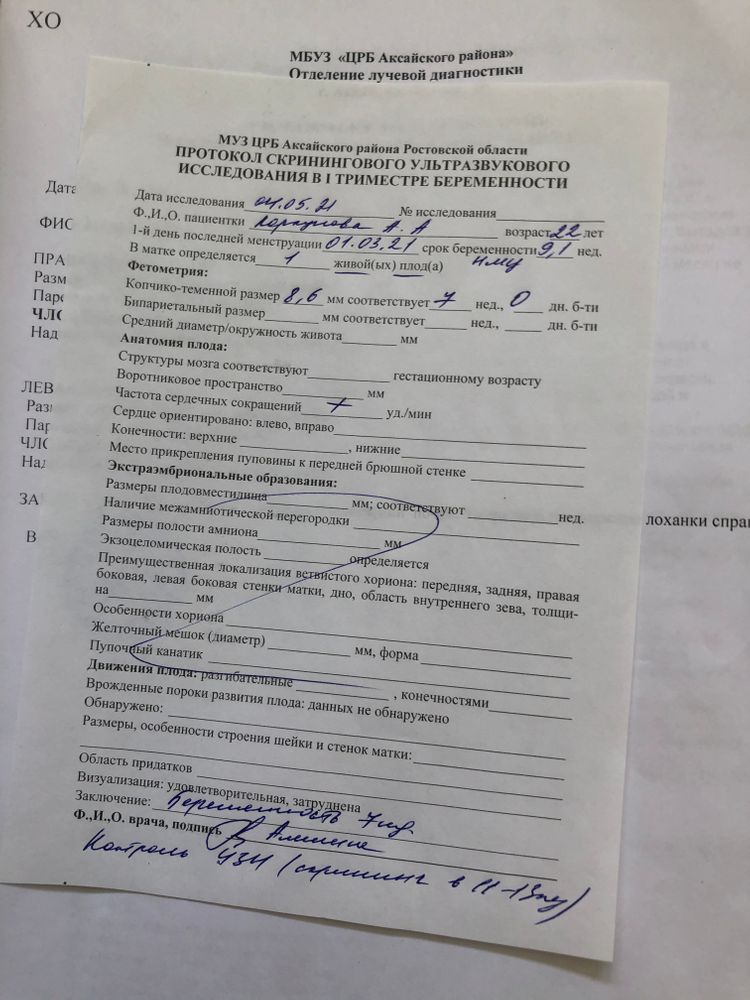 ХО
МБУЗ «ЦРБ Аксайского района»
Отделение лучевой диагностики
МУЗ ЦРБ Аксайского района Ростовской области
ПРОТОКОЛ СКРИНИНГОВОГО УЛЬТРАЗВУКОВОГО
ИССЛЕДОВАНИЯ В I ТРИМЕСТРЕ БЕРЕМЕННОСТИ
Дата исследования 04.05.21 № исследования
Ф.,И.,О. пациентки А. А возраст 22 лет
1-й день последней менструации 01.03.21 срок беременности 9,1 нед.
В матке определяется 1 живой(ых) плод(а) НМЦ
Фетометрия:
Копчико-теменной размер 8,6 мм соответствует 7 нед., 0 дн. б-ти
Бипариетальный размер мм соответствует нед., дн. б-ти
Средний диаметр/окружность живота мм
Анатомия плода:
Структуры мозга соответствуют гестационному возрасту
Воротниковое пространство мм
Частота сердечных сокращений + уд./мин
Сердце ориентировано: влево, вправо
Конечности: верхние , нижние
Место прикрепления пуповины к передней брюшной стенке
Экстраэмбриональные образования:
Размеры плодовместилища мм; соответствуют нед.
Наличие межамниотической перегородки
Размеры полости амниона мм
Экзоцеломическая полость определяется
Преимущественная локализация ветвистого хориона: передняя, задняя, правая
боковая, левая боковая стенки матки, дно, область внутреннего зева, толщи-
на мм
Особенности хориона
Желточный мешок (диаметр) мм, форма
Пупочный канатик
Движения плода: разгибательные , конечностями
Врожденные пороки развития плода: данных не обнаружено
Обнаружено:
Размеры, особенности строения шейки и стенок матки:
Область придатков
Визуализация: удовлетворительная, затруднена
Заключение: Беременность 7 нед.
Ф.,И.,О. врача, подпись
Контроль УЗИ (скрининг в 11-13 нед)
Дата
ФИО
ПРА
Разм
Паре
ЧЛС
Над
ЛЕВ
Разг
Пар
ЧЛС
Над
ЗА
В
лоханки спра